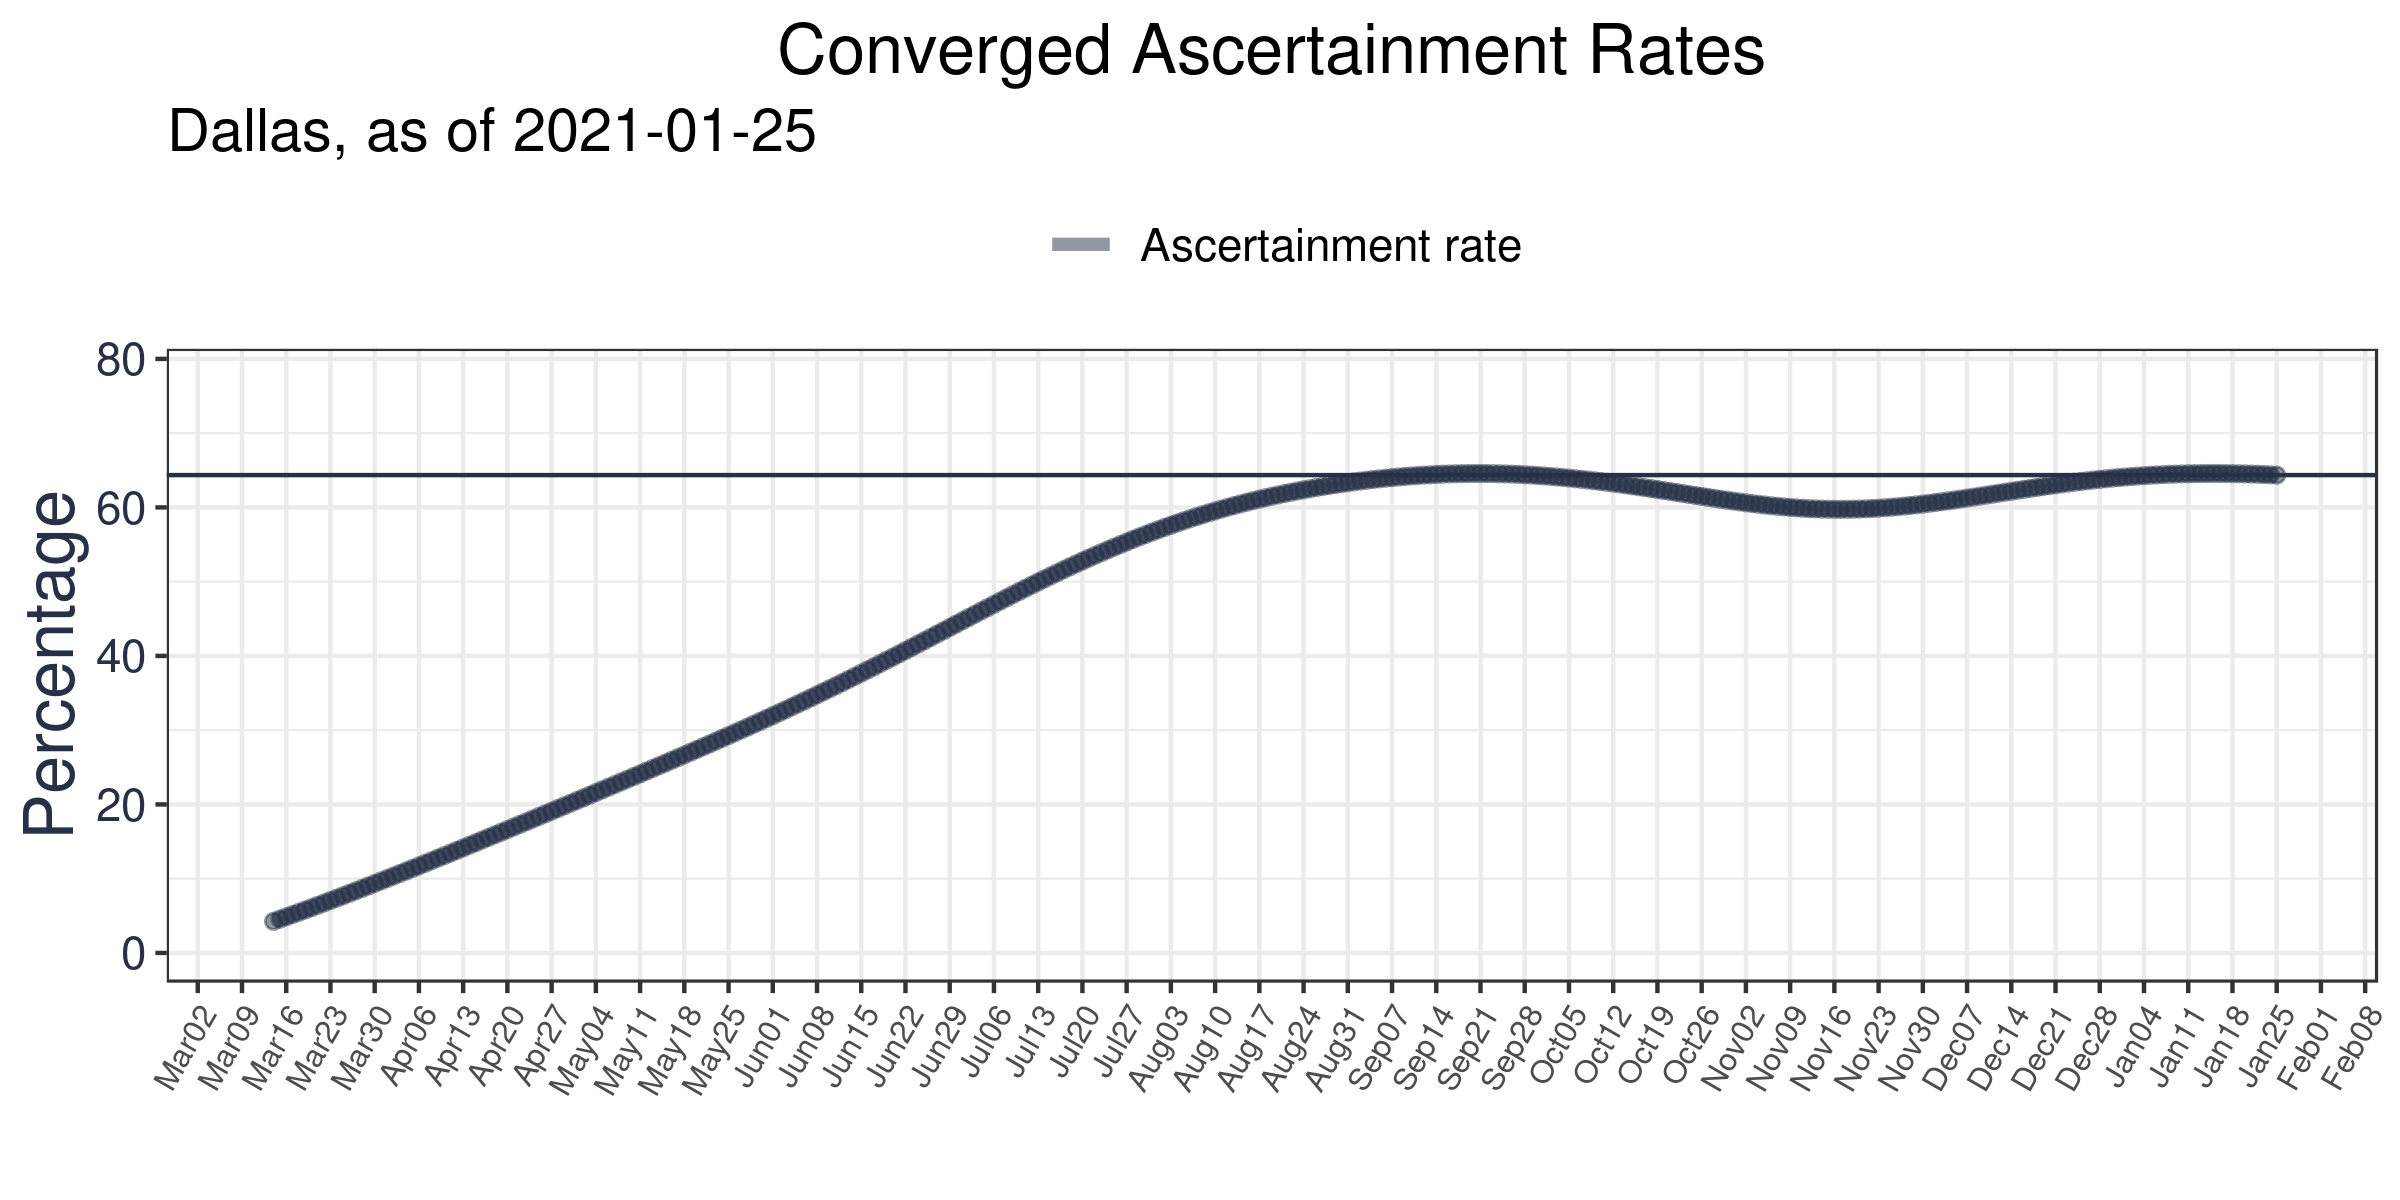 Converged Ascertainment Rates
Dallas, as of 2021-01-25
Ascertainment rate
Percentage
80
60
40
20
0
Mar02 Mar09 Mar16 Mar23 Mar30 Apr06 Apr13 Apr20 Apr27 May04 May11 May18 May25 Jun01 Jun08 Jun15 Jun22 Jun29 Jul06 Jul13 Jul20 Jul27 Aug03 Aug10 Aug17 Aug24 Aug31 Sep07 Sep14 Sep21 Sep28 Oct05 Oct12 Oct19 Oct26 Nov02 Nov09 Nov16 Nov23 Nov30 Dec07 Dec14 Dec21 Dec28 Jan04 Jan11 Jan18 Jan25 Feb01 Feb08